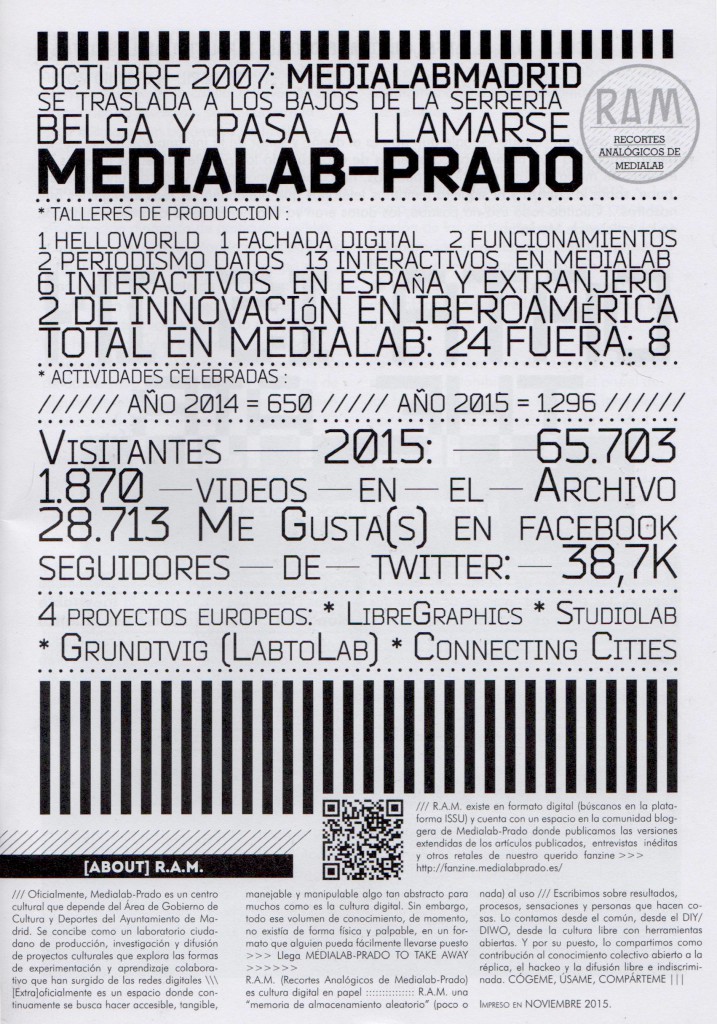 OCTUBRE 2007: MEDIALABMADRID
SE TRASLADA A LOS BAJOS DE LA SERRERÍA
BELGA Y PASA A LLAMARSE
MEDIALAB-PRADO
RAM
RECORTES
ANALÓGICOS DE
MEDIALAB
* TALLERES DE PRODUCCION :
1 HELLOWORLD 1 FACHADA DIGITAL 2 FUNCIONAMIENTOS
2 PERIODISMO DATOS 13 INTERACTIVOS EN MEDIALAB
6 INTERACTIVOS EN ESPAñA Y EXTRANJERO
2 DE INNOVACIóN EN IBEROAMéRICA
TOTAL EN MEDIALAB: 24 FUERA: 8
* ACTIVIDADES CELEBRADAS :
////// AÑO 2014 = 650 ///// AÑO 2015 = 1.296 //////
VISITANTES — 2015: — 65.703
1.870 — VIDEOS — EN — EL — ARCHIVO
28.713 ME GUSTA(S) EN FACEBOOK
SEGUIDORES — DE — TWITTER: — 38,7K
4 PROYECTOS EUROPEOS: * LIBREGRAPHICS * STUDIOLAB
* GRUNDTVIG (LABTOLAB) * CONNECTING CITIES
/// R.A.M. existe en formato digital (búscanos en la plata-
forma ISSU) y cuenta con un espacio en la comunidad blog-
gera de Medialab-Prado donde publicamos las versiones
extendidas de los artículos publicados, entrevistas inéditas
y otros retales de nuestro querido fanzine >>>
http://fanzine.medialabprado.es/
[ABOUT] R.A.M.
/// Oficialmente, Medialab-Prado es un centro
cultural que depende del Área de Gobierno de
Cultura y Deportes del Ayuntamiento de Ma-
drid. Se concibe como un laboratorio ciuda-
dano de producción, investigación y difusión
de proyectos culturales que explora las formas
de experimentación y aprendizaje colabora-
tivo que han surgido de las redes digitales \\\
|Extra|oficialmente es un espacio donde con-
tinuamente se busca hacer accesible, tangible,
manejable y manipulable algo tan abstracto para
muchos como es la cultura digital. Sin embargo,
todo ese volumen de conocimiento, de momento,
no existía de forma física y palpable, en un for-
mato que alguien pueda fácilmente llevarse puesto
>>> Llega MEDIALAB-PRADO TO TAKE AWAY
>>>>>>
R.A.M. (Recortes Analógicos de Medialab-Prado)
es cultura digital en papel ::::::::::::::: R.A.M. una
"memoria de almacenamiento aleatorio" (poco o
nada) al uso /// Escribimos sobre resultados,
procesos, sensaciones y personas que hacen co-
sas. Lo contamos desde el común, desde el DIY/
DIWO, desde la cultura libre con herramientas
abiertas. Y por su puesto, lo compartimos como
contribución al conocimiento colectivo abierto a la
réplica, el hackeo y la difusión libre e indiscrimi-
nada. CÓGEME, ÚSAME, COMPÁRTEME |||
IMPRESO EN NOVIEMBRE 2015.